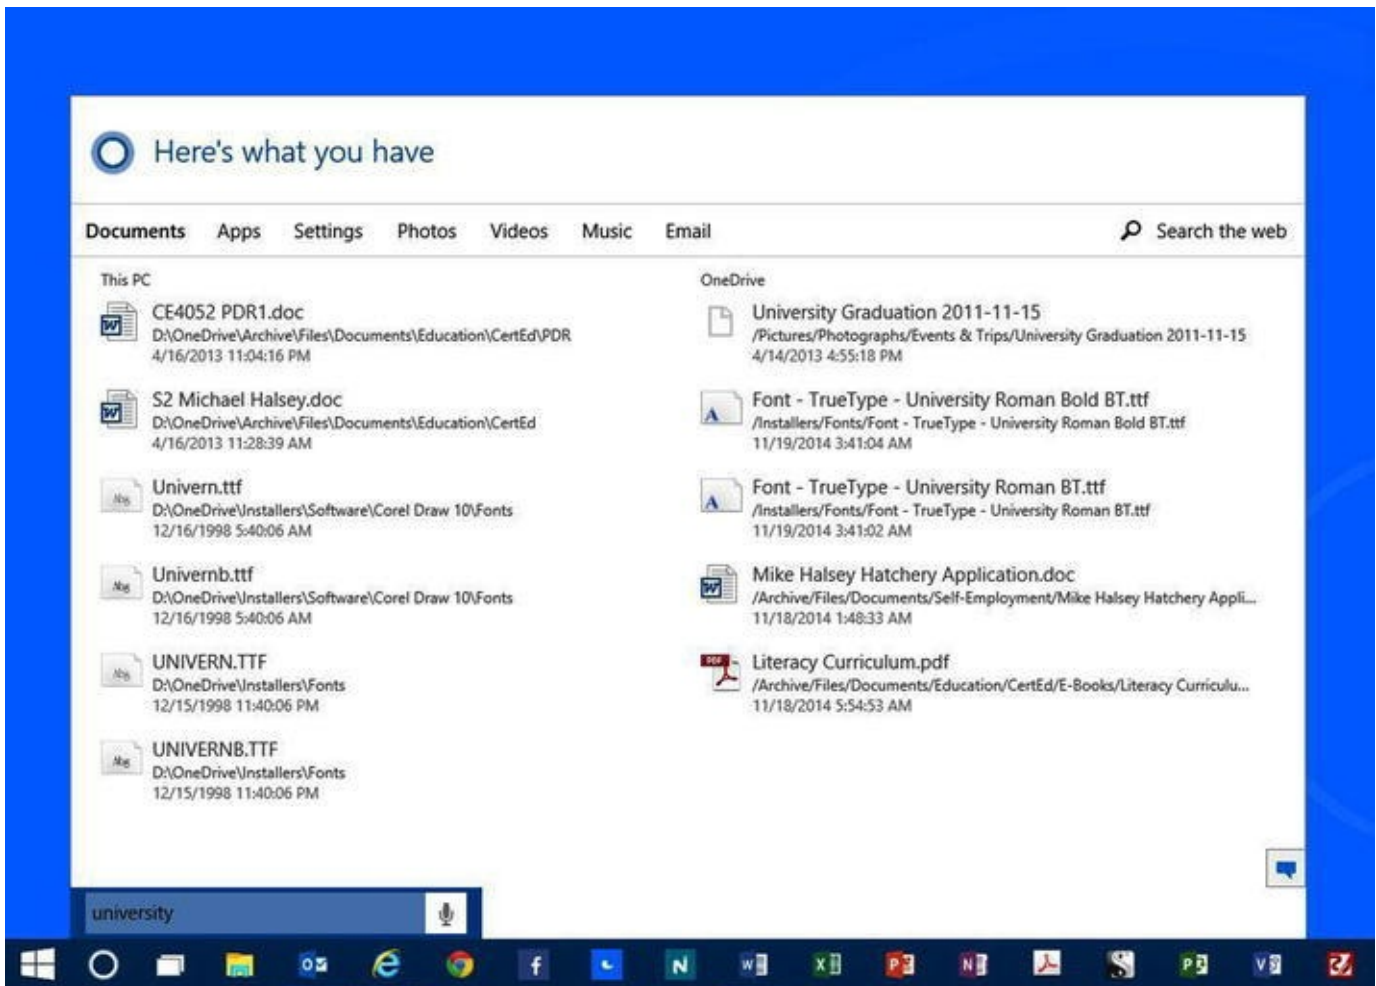 Here's what you have
Documents Apps Settings Photos Videos Music Email Search the web
This PC
CE4052 PDR1.doc
D:\OneDrive\Archive\Files\Documents\Education\CertEd\PDR
4/16/2013 11:04:16 PM
S2 Michael Halsey.doc
D:\OneDrive\Archive\Files\Documents\Education\CertEd
4/16/2013 11:28:39 AM
Univern.ttf
D:\OneDrive\Installers\Software\Corel Draw 10\Fonts
12/16/1998 5:40:06 AM
Univernb.ttf
D:\OneDrive\Installers\Software\Corel Draw 10\Fonts
12/16/1998 5:40:06 AM
UNIVERN.TTF
D:\OneDrive\Installers\Fonts
12/15/1998 11:40:06 PM
UNIVERNB.TTF
D:\OneDrive\Installers\Fonts
12/15/1998 11:40:06 PM
OneDrive
University Graduation 2011-11-15
/Pictures/Photographs/Events & Trips/University Graduation 2011-11-15
4/14/2013 4:55:18 PM
Font - TrueType - University Roman Bold BT.ttf
/Installers/Fonts/Font - TrueType - University Roman Bold BT.ttf
11/19/2014 3:41:04 AM
Font - TrueType - University Roman BT.ttf
/Installers/Fonts/Font - TrueType - University Roman BT.ttf
11/19/2014 3:41:02 AM
Mike Halsey Hatchery Application.doc
/Archive/Files/Documents/Self-Employment/Mike Halsey Hatchery Appli...
11/18/2014 1:48:33 AM
PDF
Literacy Curriculum.pdf
/Archive/Files/Documents/Education/CertEd/E-Books/Literacy Curriculu...
11/18/2014 5:54:53 AM
university